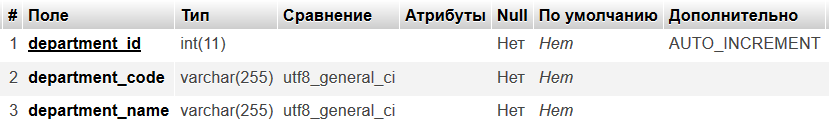 # Поле Тип Сравнение Атрибуты Null По умолчанию Дополнительно
1 department_id int(11) Нет Нет AUTO_INCREMENT
2 department_code varchar(255) utf8_general_ci Нет Нет
3 department_name varchar(255) utf8_general_ci Нет Нет